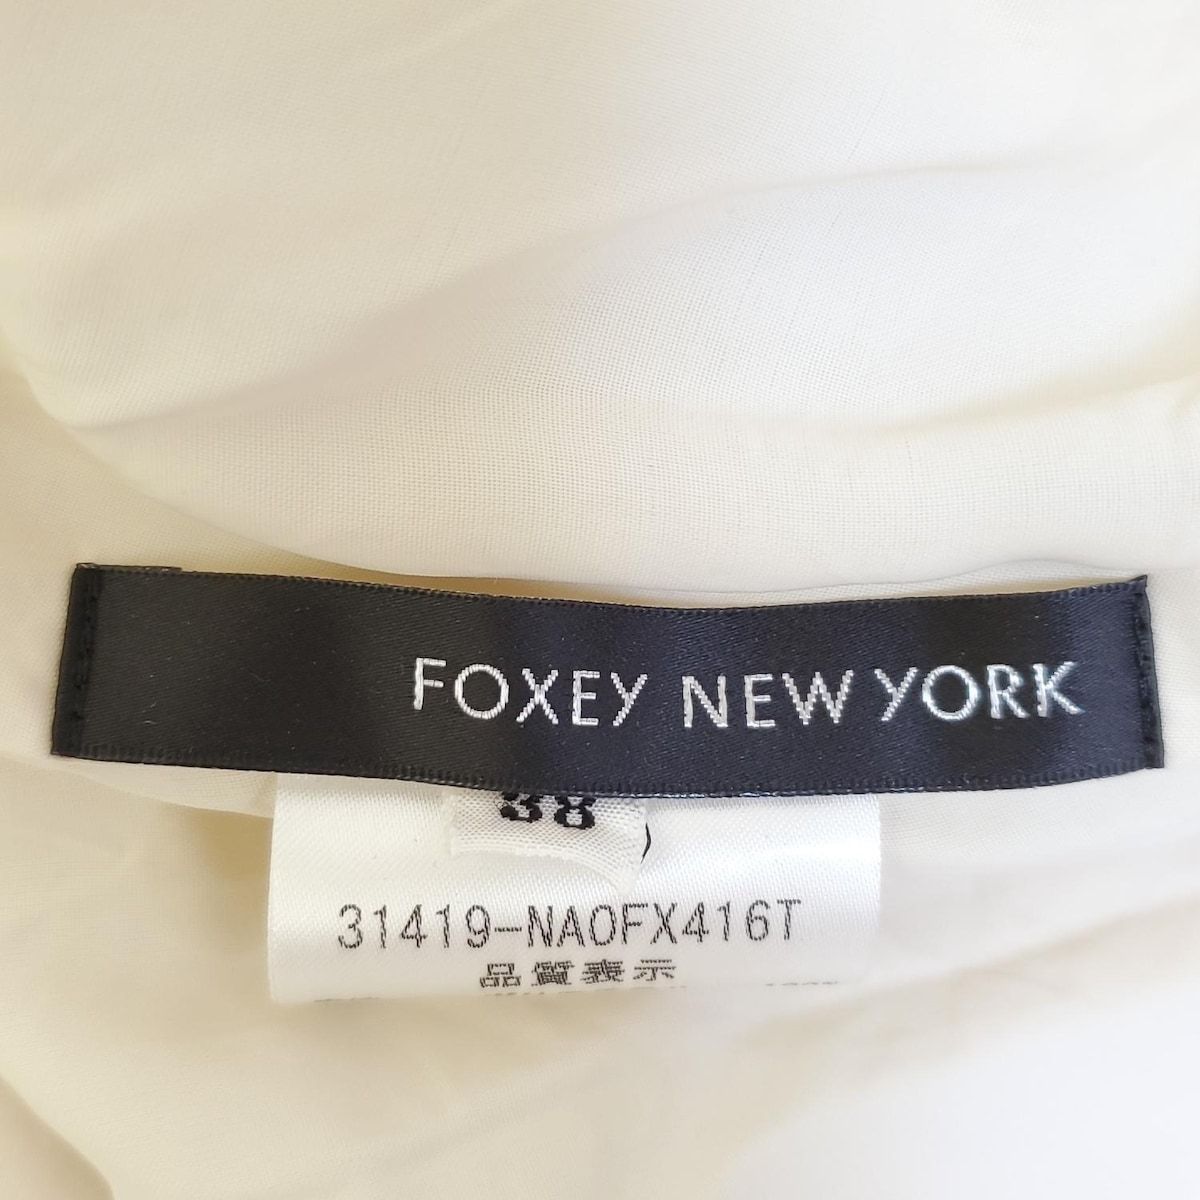 FOXEY NEW YORK
38
31419-NAOFX416T
品質表示